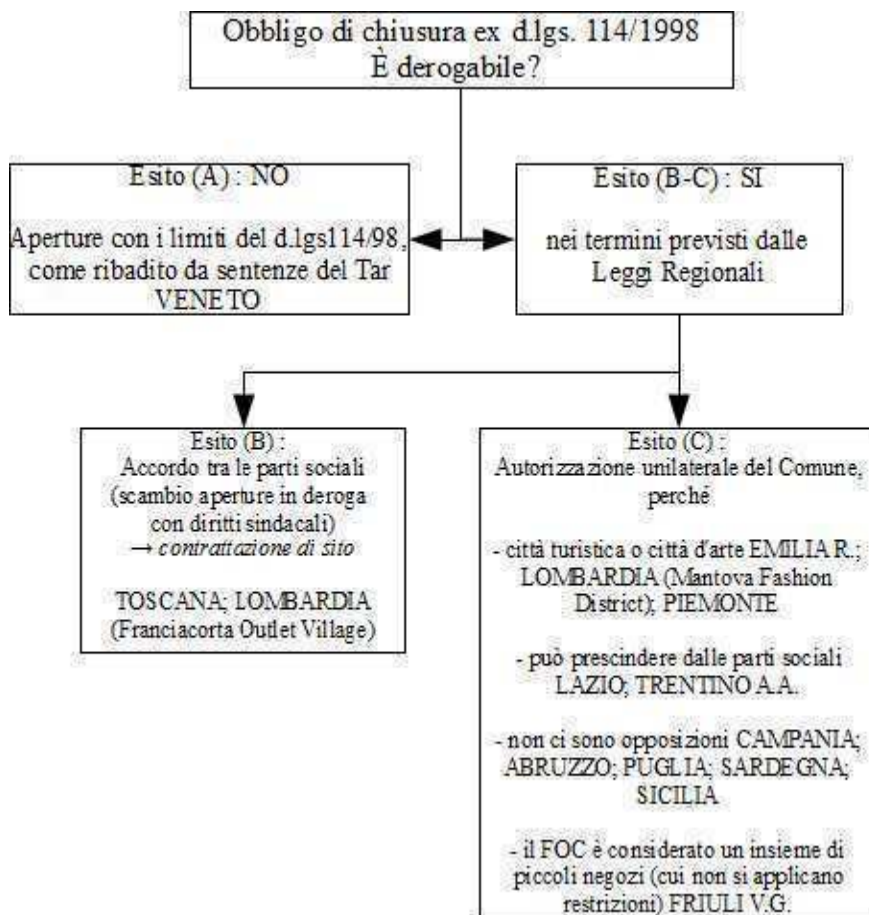 Obbligo di chiusura ex d.lgs. 114/1998
È derogabile?
Esito (A) : NO
Aperture con i limiti del d.lgs114/98,
come ribadito da sentenze del Tar
VENETO
Esito (B-C) : SI
nei termini previsti dalle
Leggi Regionali
Esito (B) :
Accordo tra le parti sociali
(scambio aperture in deroga
con diritti sindacali)
→ contrattazione di sito
TOSCANA; LOMBARDIA
(Franciacorta Outlet Village)
Esito (C) :
Autorizzazione unilaterale del Comune,
perché
- città turistica o città d'arte EMILIA R.;
LOMBARDIA (Mantova Fashion
District); PIEMONTE
- può prescindere dalle parti sociali
LAZIO; TRENTINO A.A.
- non ci sono opposizioni CAMPANIA;
ABRUZZO; PUGLIA; SARDEGNA;
SICILIA
- il FOC è considerato un insieme di
piccoli negozi (cui non si applicano
restrizioni) FRIULI V.G.